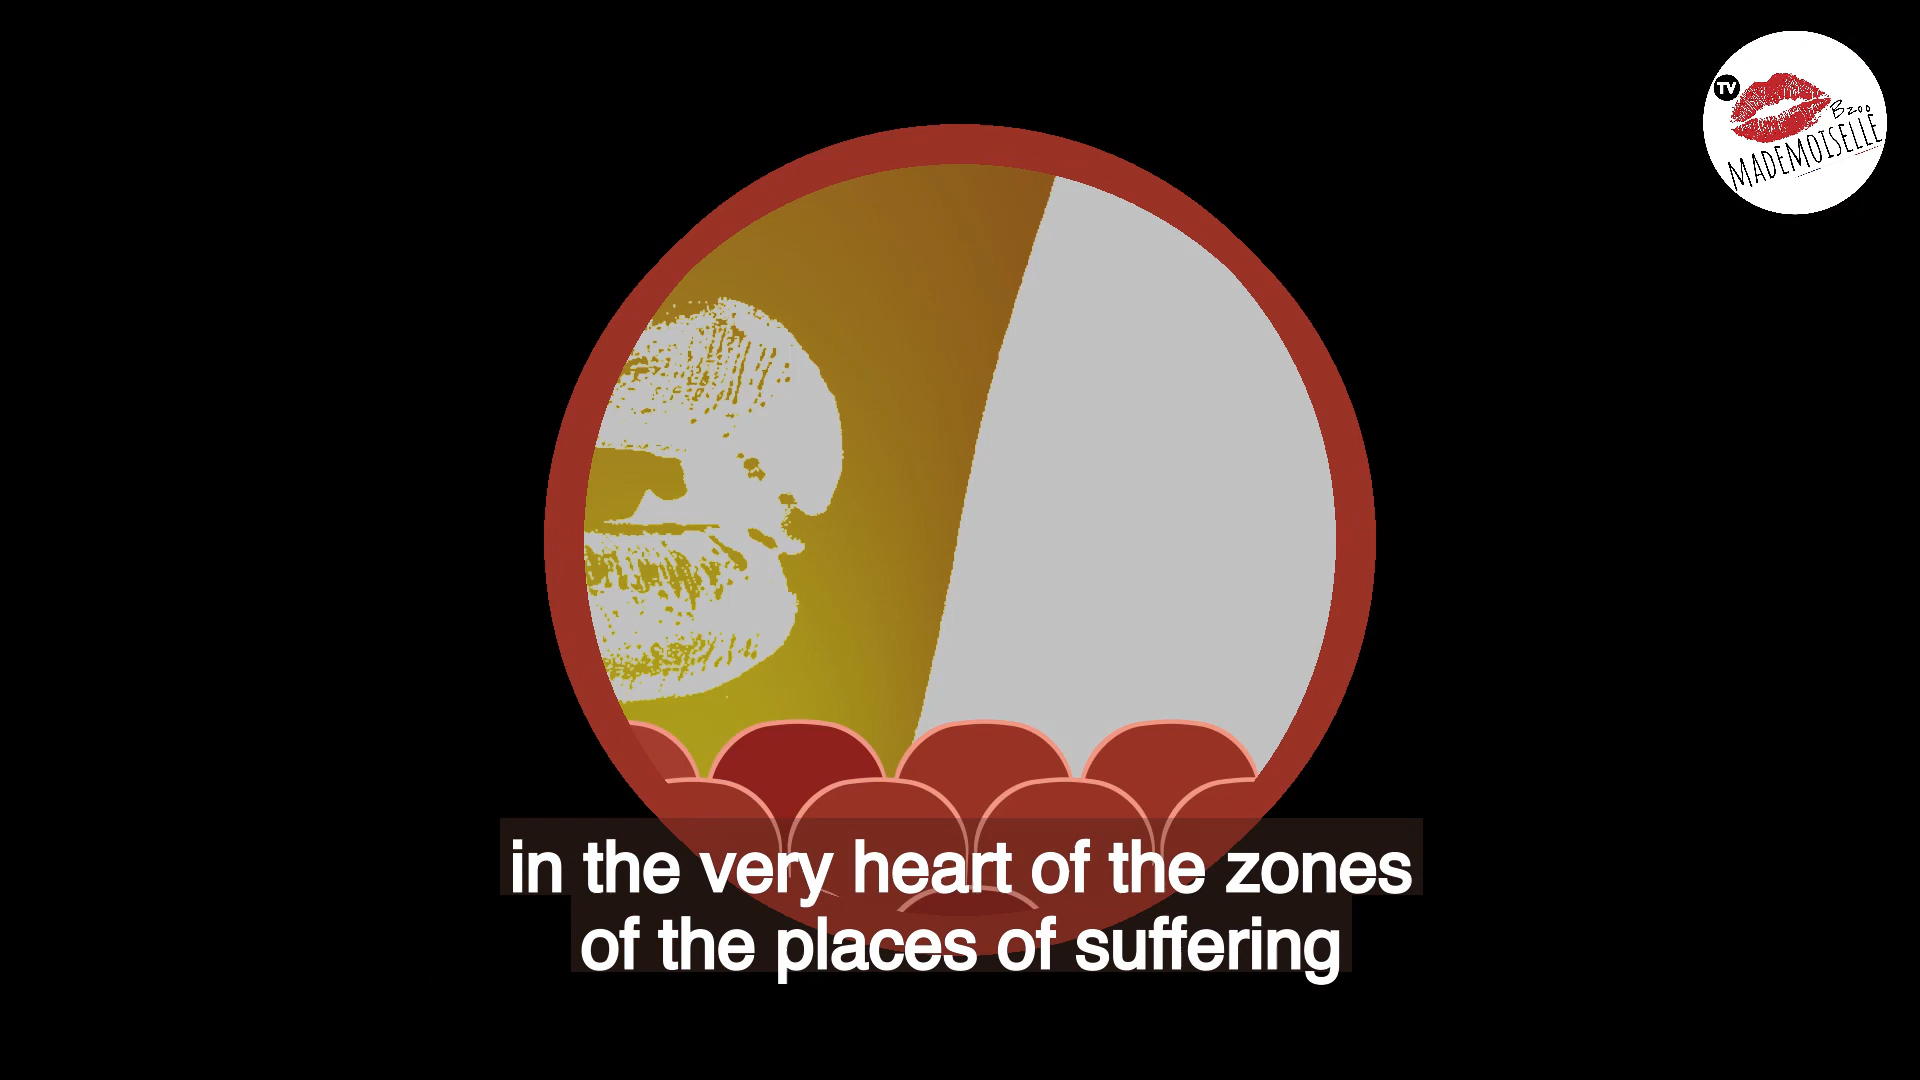 TV
Bzoo
MADEMOISELLE
in the very heart of the zones
of the places of suffering